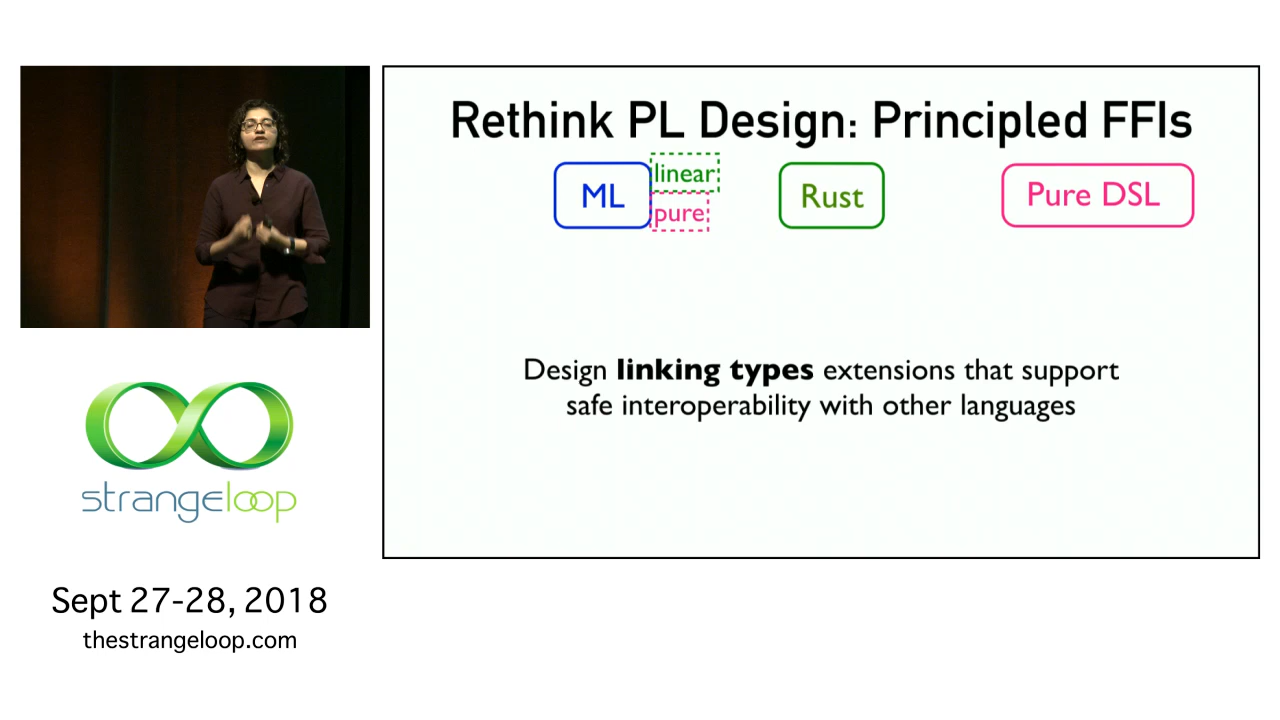 Rethink PL Design: Principled FFIs
ML
linear
pure
Rust
Pure DSL
Design linking types extensions that support
safe interoperability with other languages
strangeloop
Sept 27-28, 2018
thestrangeloop.com